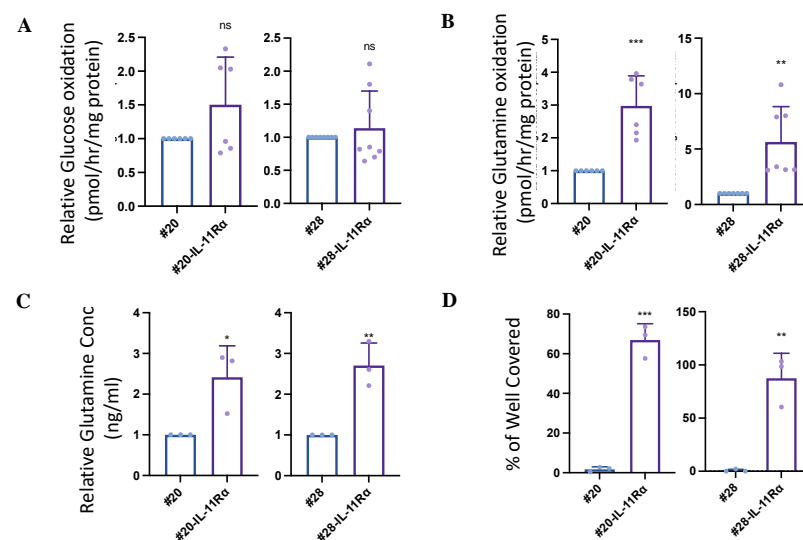 A
Relative Glucose oxidation
(pmol/hr/mg protein)
ns
2.5
2.0
1.5
1.0
0.5
0.0
#20
#20-IL-11Rα
ns
2.5
2.0
1.5
1.0
0.5
0.0
#28
#28-IL-11Rα
B
Relative Glutamine oxidation
(pmol/hr/mg protein)
***
5
4
3
2
1
0
#20
#20-IL-11Rα
**
15
10
5
0
#28
#28-IL-11Rα
C
Relative Glutamine Conc
(ng/ml)
*
4
3
2
1
0
#20
#20-IL-11Rα
**
4
3
2
1
0
#28
#28-IL-11Rα
D
% of Well Covered
***
80
60
40
20
0
#20
#20-IL-11Rα
**
150
100
50
0
#28
#28-IL-11Rα